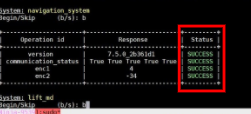 System: navigation_system
Begin/Skip (b/s): b
Operation id | Response | Status
version | 7.5.0_2b361d1 | SUCCESS
communication_status | True True True True True | SUCCESS
enc1 | 4 | SUCCESS
enc2 | -34 | SUCCESS
System: lift_md
Begin/Skip (b/s): b